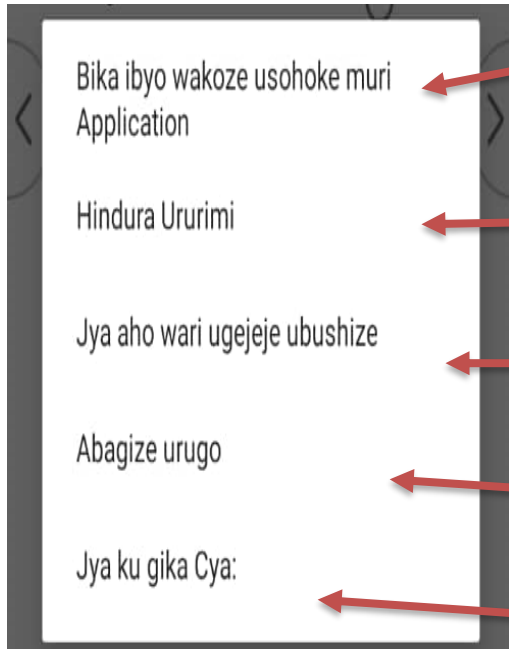 Bika ibyo wakoze usohoke muri
Application
Hindura Ururimi
Jya aho wari ugejeje ubushize
Abagize urugo
Jya ku gika Cya: